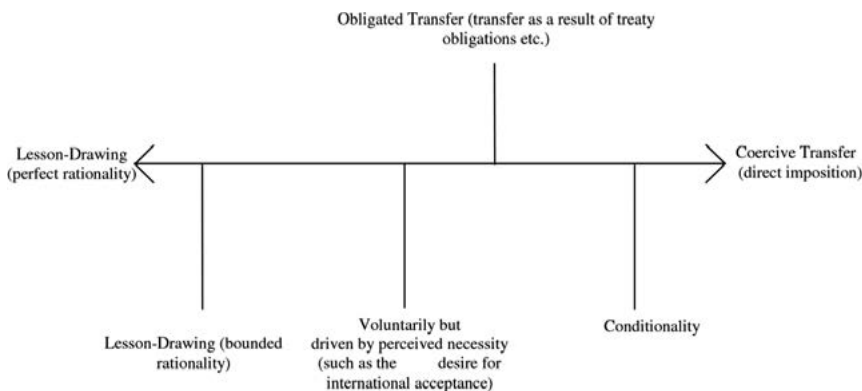 Obligated Transfer (transfer as a result of treaty
obligations etc.)
Lesson-Drawing
(perfect rationality)
Coercive Transfer
(direct imposition)
Lesson-Drawing (bounded
rationality)
Voluntarily but
driven by perceived necessity
(such as the desire for
international acceptance)
Conditionality